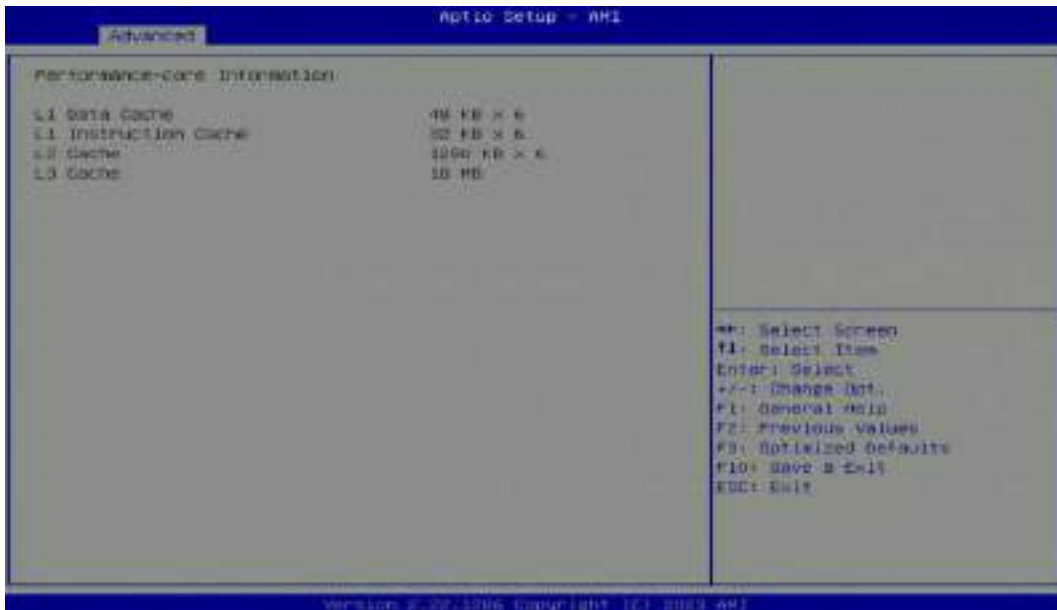 Aptio Setup - AMI
Advanced
Performance-core Information
L1 Data Cache 48 KB x 6
L1 Instruction Cache 32 KB x 6
L2 Cache 1280 KB x 6
L3 Cache 18 MB
→←: Select Screen
↑↓: Select Item
Enter: Select
+/-: Change Opt.
F1: General Help
F2: Previous Values
F3: Optimized Defaults
F10: Save & Exit
ESC: Exit
Version 2.22.1286 Copyright (C) 2023 AMI